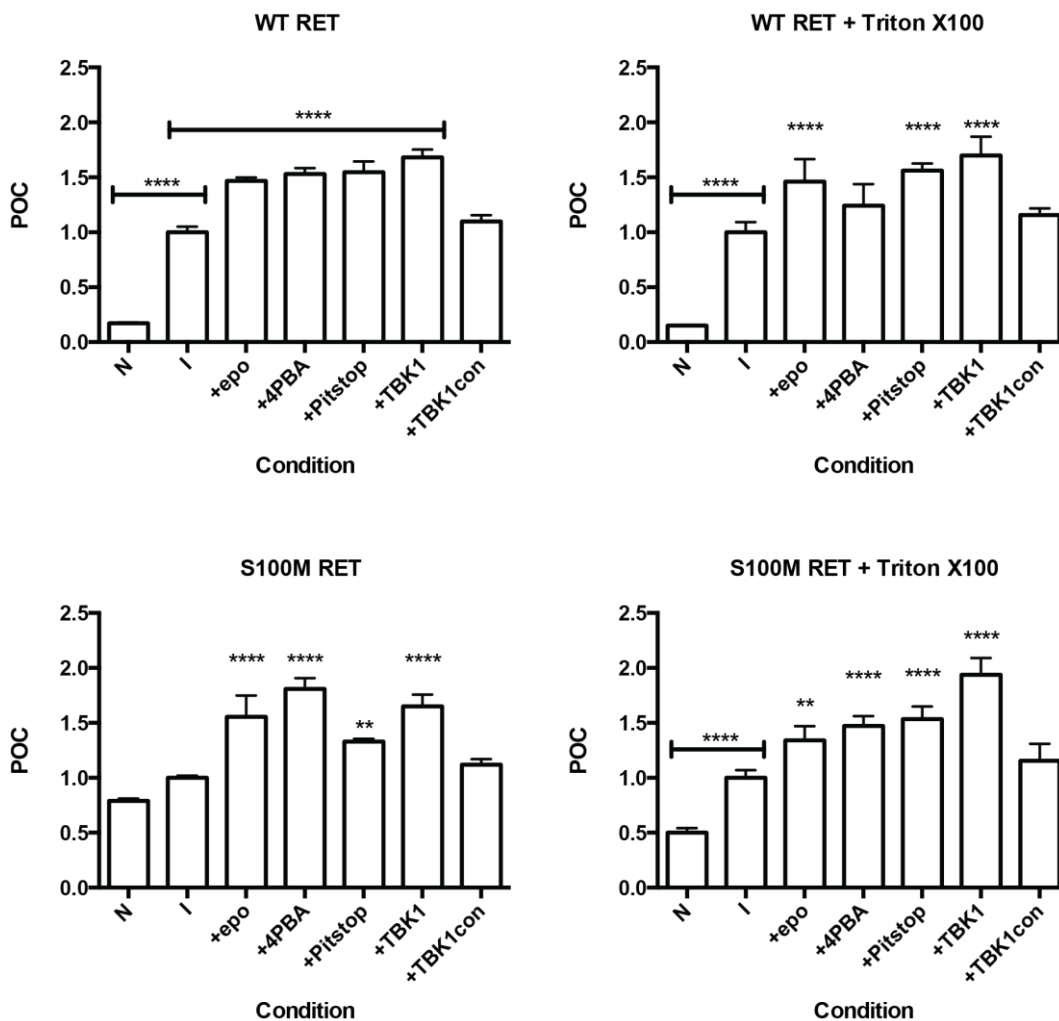 WT RET
2.5
2.0
1.5
1.0
0.5
0.0
POC
****
****
N
I
+epo
+4PBA
+Pitstop
+TBK1
+TBK1con
Condition
WT RET + Triton X100
2.5
2.0
1.5
1.0
0.5
0.0
POC
****
****
****
****
N
I
+epo
+4PBA
+Pitstop
+TBK1
+TBK1con
Condition
S100M RET
2.5
2.0
1.5
1.0
0.5
0.0
POC
****
****
**
****
N
I
+epo
+4PBA
+Pitstop
+TBK1
+TBK1con
Condition
S100M RET + Triton X100
2.5
2.0
1.5
1.0
0.5
0.0
POC
****
**
****
****
****
N
I
+epo
+4PBA
+Pitstop
+TBK1
+TBK1con
Condition